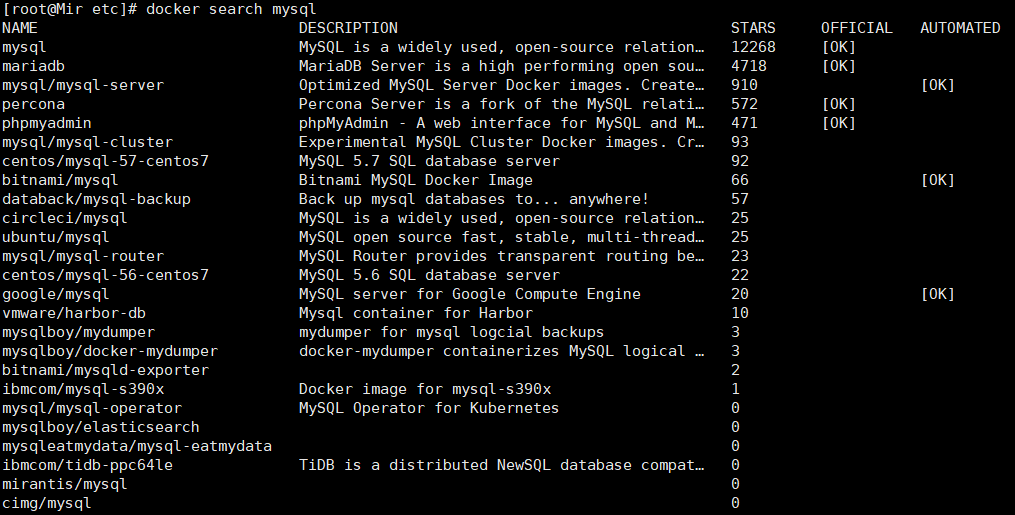 [root@Mir etc]# docker search mysql
NAME DESCRIPTION STARS OFFICIAL AUTOMATED
mysql MySQL is a widely used, open-source relation… 12268 [OK]
mariadb MariaDB Server is a high performing open sou… 4718 [OK]
mysql/mysql-server Optimized MySQL Server Docker images. Create… 910 [OK]
percona Percona Server is a fork of the MySQL relati… 572 [OK]
phpmyadmin phpMyAdmin - A web interface for MySQL and M… 471 [OK]
mysql/mysql-cluster Experimental MySQL Cluster Docker images. Cr… 93
centos/mysql-57-centos7 MySQL 5.7 SQL database server 92
bitnami/mysql Bitnami MySQL Docker Image 66 [OK]
databack/mysql-backup Back up mysql databases to... anywhere! 57
circleci/mysql MySQL is a widely used, open-source relation… 25
ubuntu/mysql MySQL open source fast, stable, multi-thread… 25
mysql/mysql-router MySQL Router provides transparent routing be… 23
centos/mysql-56-centos7 MySQL 5.6 SQL database server 22
google/mysql MySQL server for Google Compute Engine 20 [OK]
vmware/harbor-db Mysql container for Harbor 10
mysqlboy/mydumper mydumper for mysql logcial backups 3
mysqlboy/docker-mydumper docker-mydumper containerizes MySQL logical … 3
bitnami/mysqld-exporter 2
ibmcom/mysql-s390x Docker image for mysql-s390x 1
mysql/mysql-operator MySQL Operator for Kubernetes 0
mysqlboy/elasticsearch 0
mysqleatmydata/mysql-eatmydata 0
ibmcom/tidb-ppc64le TiDB is a distributed NewSQL database compat… 0
mirantis/mysql 0
cimg/mysql 0